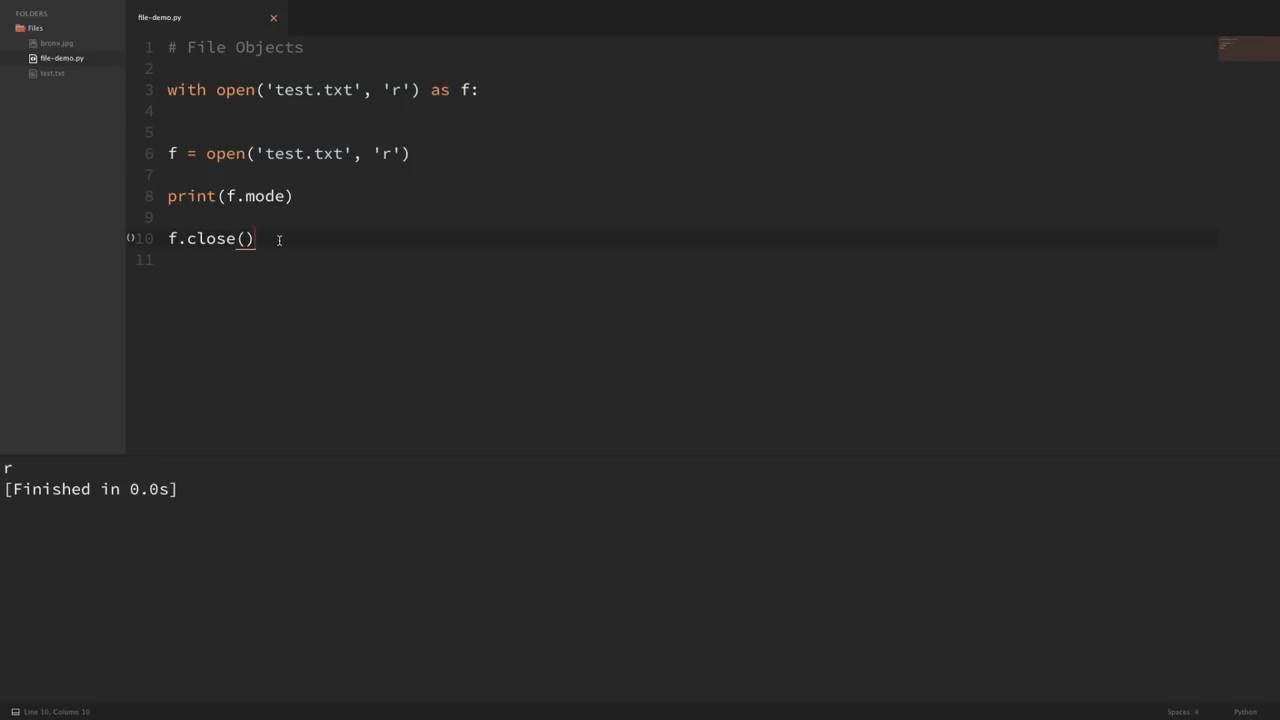 FOLDERS
Files
bronx.jpg
file-demo.py
test.txt
file-demo.py ×
1 # File Objects
2
3 with open('test.txt', 'r') as f:
4
5
6 f = open('test.txt', 'r')
7
8 print(f.mode)
9
10 f.close()
11
r
[Finished in 0.0s]
Line 10, Column 10
Spaces: 4
Python